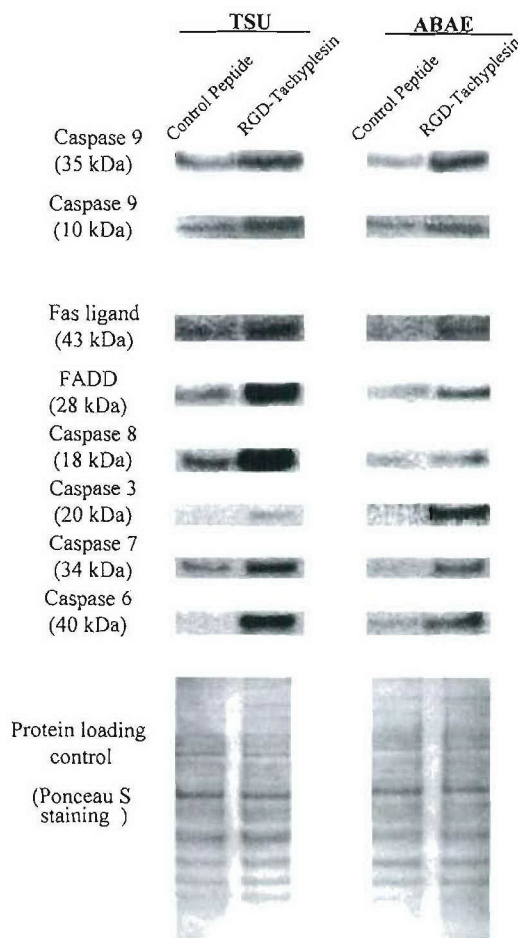 TSU
ABAE
Control Peptide
RGD-Tachyplesin
Control Peptide
RGD-Tachyplesin
Caspase 9
(35 kDa)
Caspase 9
(10 kDa)
Fas ligand
(43 kDa)
FADD
(28 kDa)
Caspase 8
(18 kDa)
Caspase 3
(20 kDa)
Caspase 7
(34 kDa)
Caspase 6
(40 kDa)
Protein loading
control
(Ponceau S
staining )